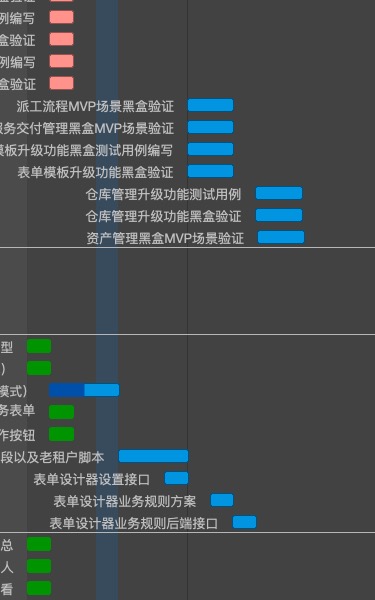 例编写
盒验证
例编写
盒验证
派工流程MVP场景黑盒验证
服务交付管理黑盒MVP场景验证
模板升级功能黑盒测试用例编写
表单模板升级功能黑盒验证
仓库管理升级功能测试用例
仓库管理升级功能黑盒验证
资产管理黑盒MVP场景验证
型
）
模式）
务表单
作按钮
段以及老租户脚本
表单设计器设置接口
表单设计器业务规则方案
表单设计器业务规则后端接口
总
人
看